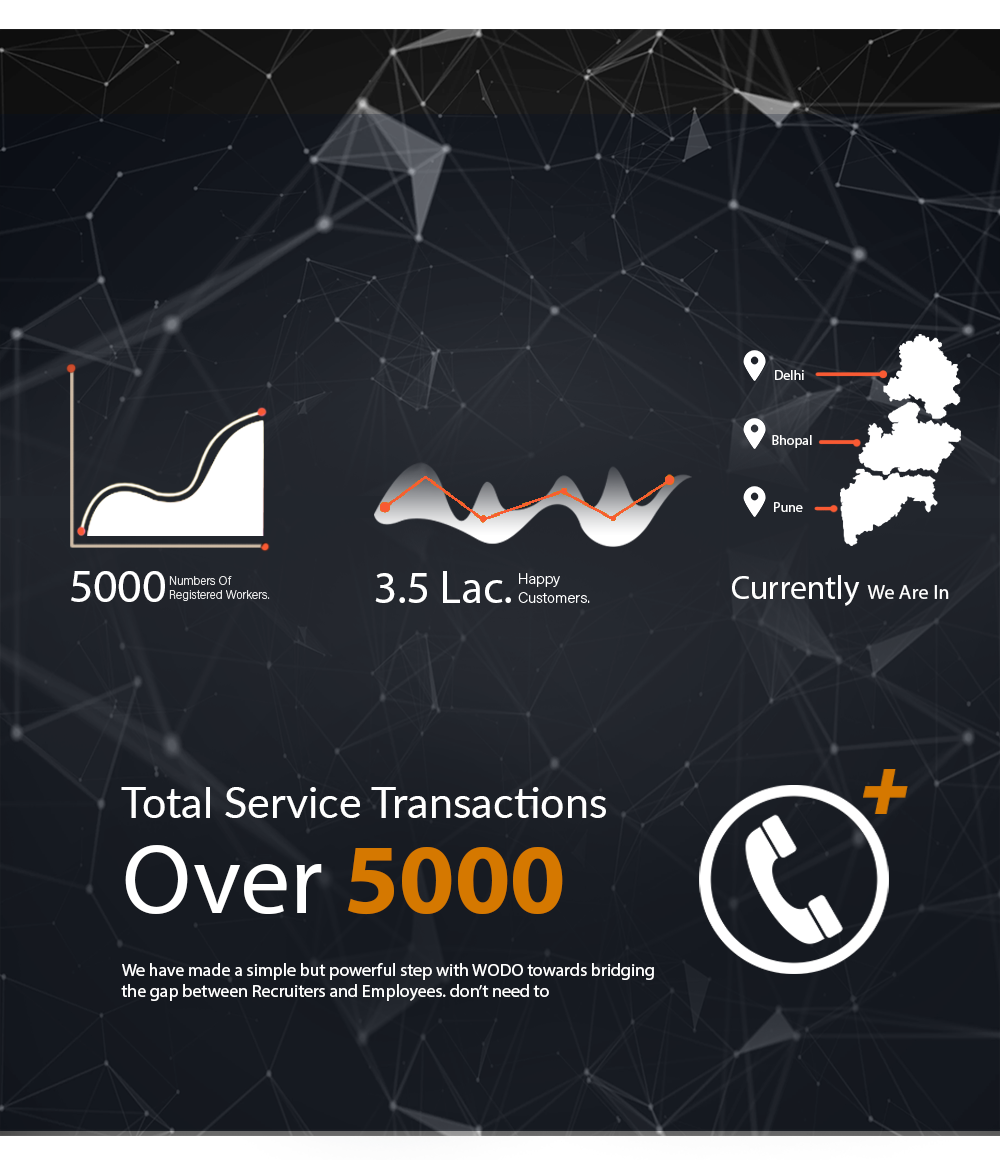 Delhi
Bhopal
Pune
5000 Numbers Of
Registered Workers.
3.5 Lac. Happy
Customers.
Currently We Are In
Total Service Transactions
Over 5000
We have made a simple but powerful step with WODO towards bridging
the gap between Recruiters and Employees. don't need to